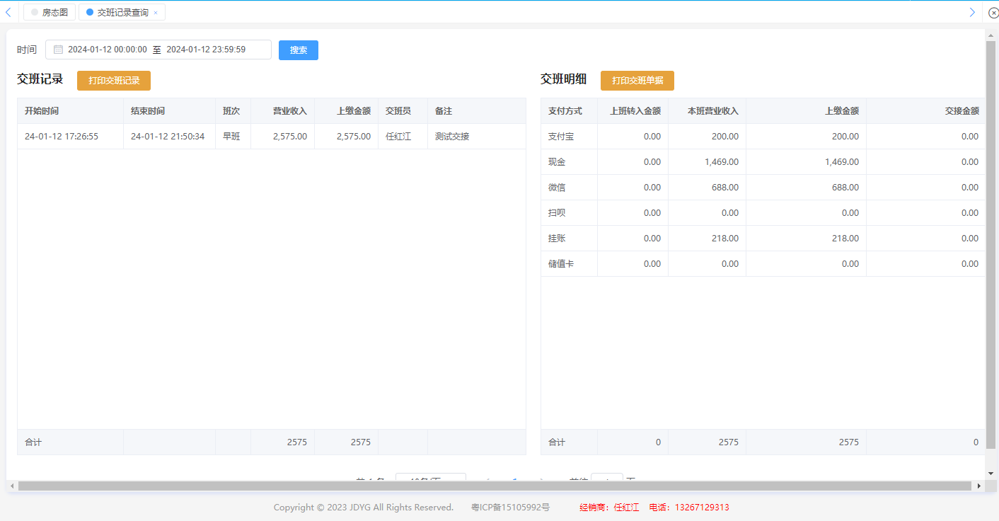 房态图 交班记录查询 ×
时间 2024-01-12 00:00:00 至 2024-01-12 23:59:59 搜索
交班记录 打印交班记录
开始时间 结束时间 班次 营业收入 上缴金额 交班员 备注
24-01-12 17:26:55 24-01-12 21:50:34 早班 2,575.00 2,575.00 任红江 测试交接
合计 2575 2575
交班明细 打印交班单据
支付方式 上班转入金额 本班营业收入 上缴金额 交接金额
支付宝 0.00 200.00 200.00 0.00
现金 0.00 1,469.00 1,469.00 0.00
微信 0.00 688.00 688.00 0.00
扫呗 0.00 0.00 0.00 0.00
挂账 0.00 218.00 218.00 0.00
储值卡 0.00 0.00 0.00 0.00
合计 0 2575 2575 0
Copyright © 2023 JDYG All Rights Reserved. 粤ICP备15105992号 经销商：任红江 电话：13267129313